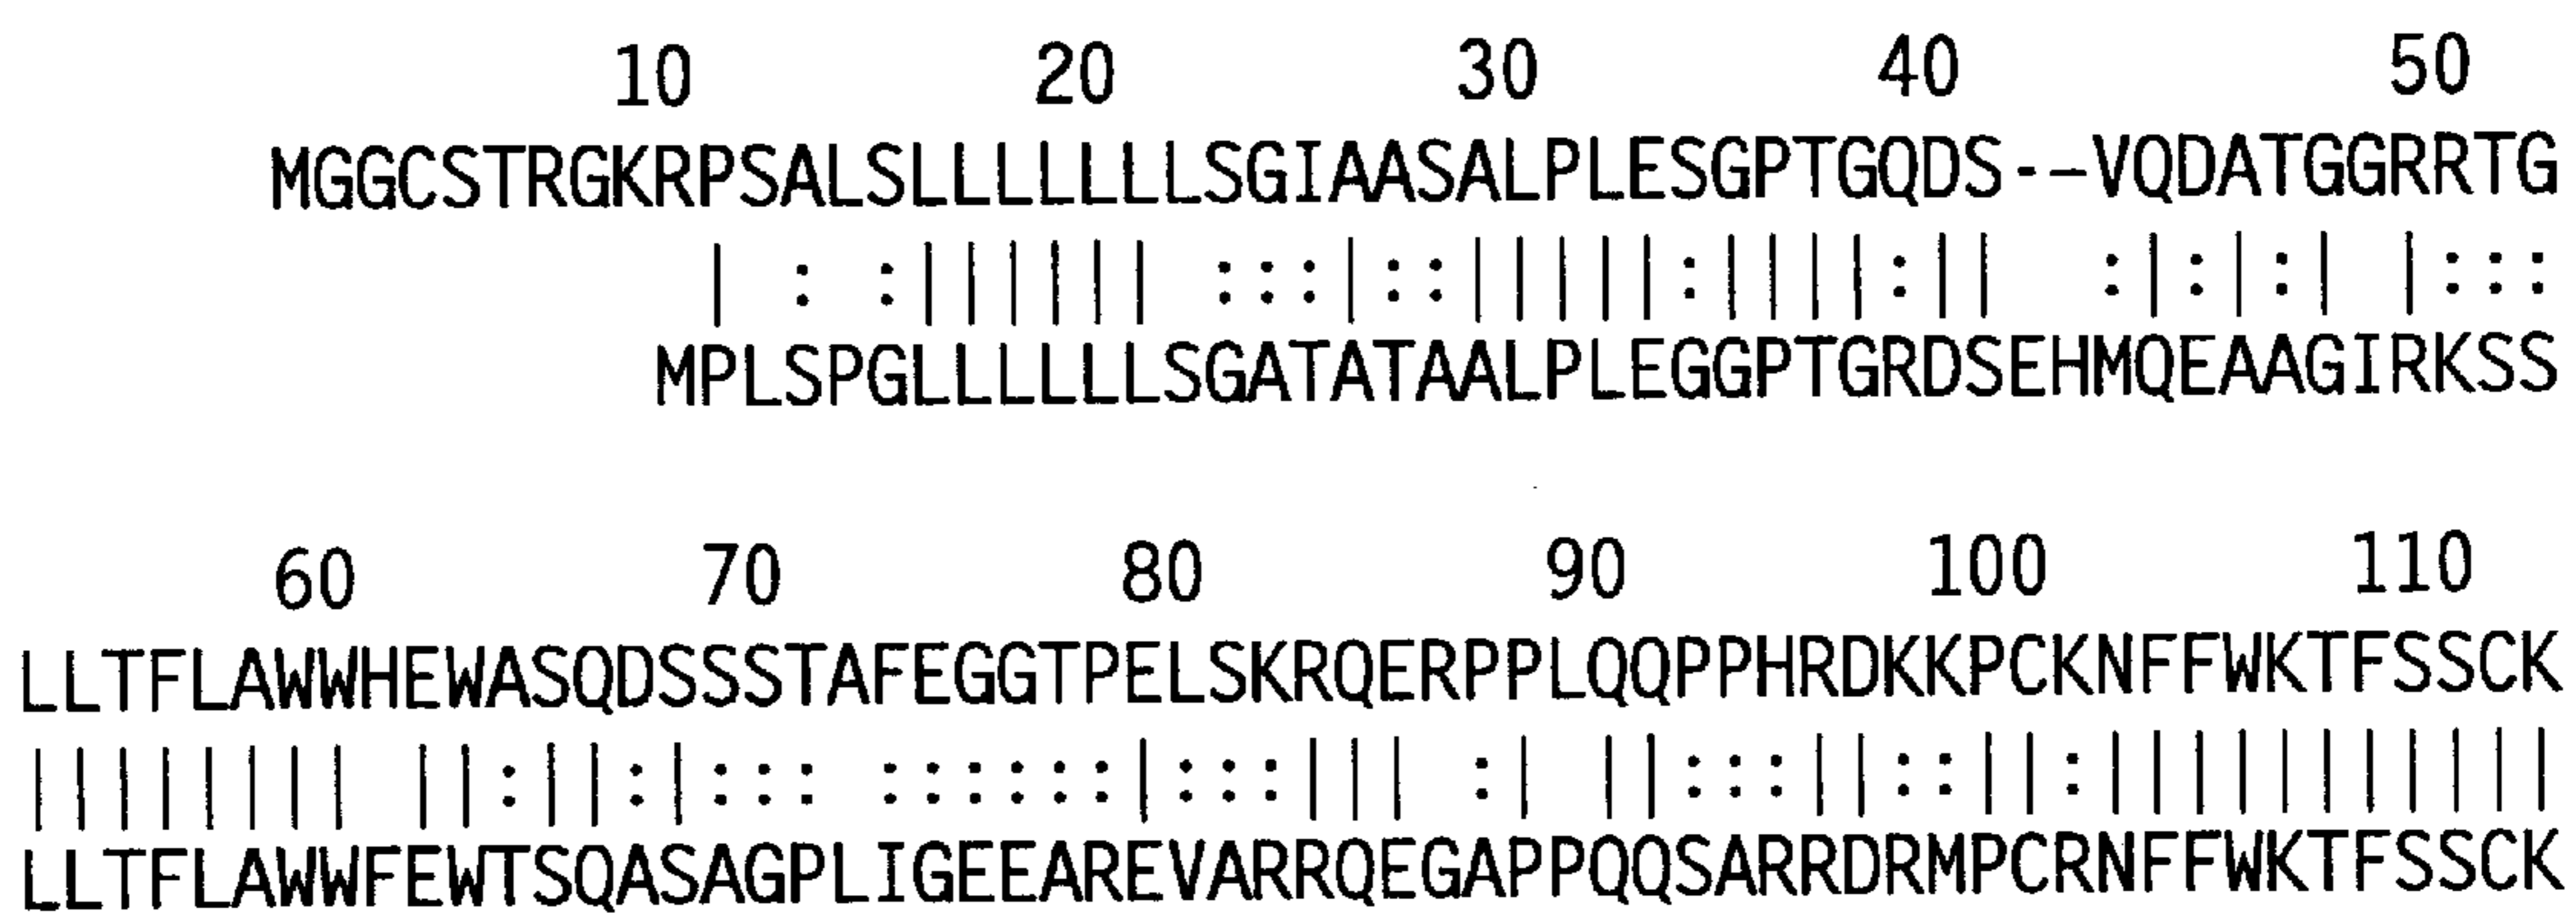 10 20 30 40 50
MGGCSTRGKRPSALSLLLLLLLSGIAASALPLESGPTGQDS--VQDATGGRRTG
| : :|||||| :::|::|||||:||||:|| :|:|:| |:::
MPLSPGLLLLLLSGATATAALPLEGGPTGRDSEHMQEAAGIRKSS
60 70 80 90 100 110
LLTFLAWWHEWASQDSSSTAFEGGTPELSKRQERPPLQQPPHRDKKPCKNFFWKTFSSCK
|||||||| ||:||:|::: ::::::|:::||| :| ||:::||::||:|||||||||||
LLTFLAWWFEWTSQASAGPLIGEEAREVARRQEGAPPQQSARRDRMPCRNFFWKTFSSCK